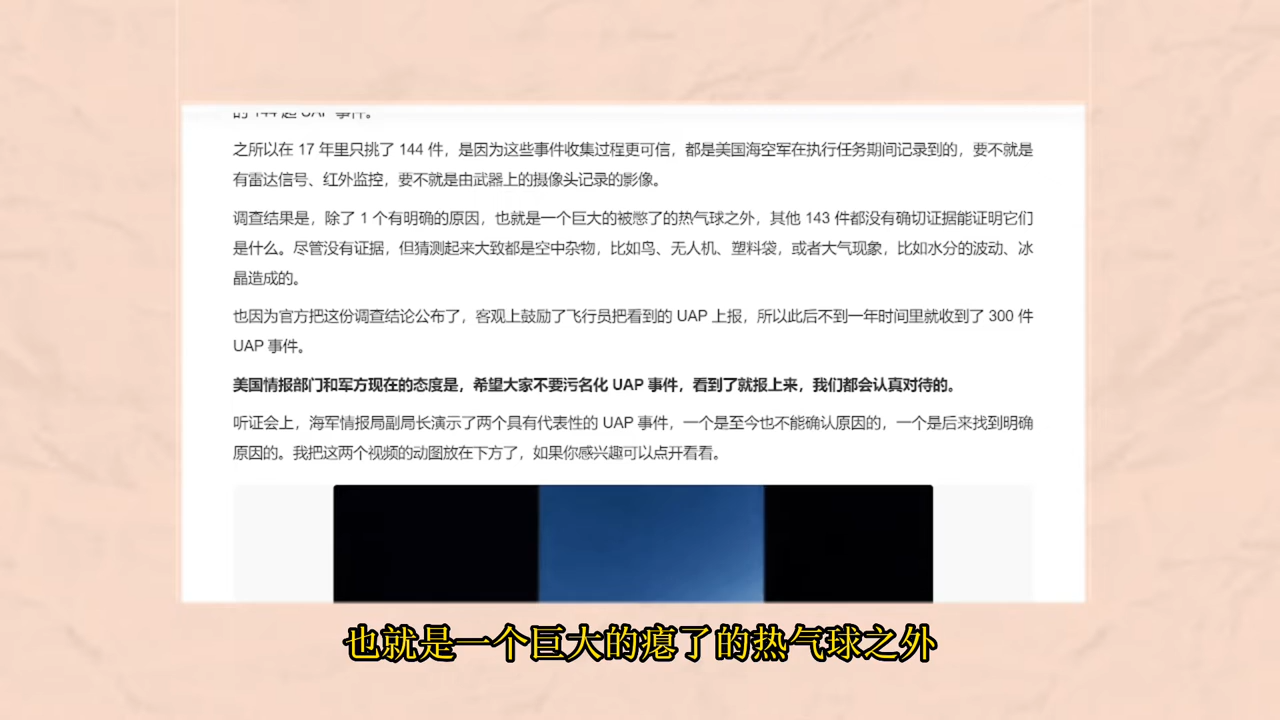 的 144 起 UAP 事件。
之所以在 17 年里只挑了 144 件，是因为这些事件收集过程更可信，都是美国海空军在执行任务期间记录到的，要不就是
有雷达信号、红外监控，要不就是由武器上的摄像头记录的影像。
调查结果是，除了 1 个有明确的原因，也就是一个巨大的被憋了的热气球之外，其他 143 件都没有确切证据能证明它们
是什么。尽管没有证据，但猜测起来大致都是空中杂物，比如鸟、无人机、塑料袋，或者大气现象，比如水分的波动、冰
晶造成的。
也因为官方把这份调查结论公布了，客观上鼓励了飞行员把看到的 UAP 上报，所以此后不到一年时间里就收到了 300 件
UAP 事件。
美国情报部门和军方现在的态度是，希望大家不要污名化 UAP 事件，看到了就报上来，我们都会认真对待的。
听证会上，海军情报局副局长演示了两个具有代表性的 UAP 事件，一个是至今也不能确认原因的，一个是后来找到明确
原因的。我把这两个视频的动图放在下方了，如果你感兴趣可以点开看看。
也就是一个巨大的瘪了的热气球之外